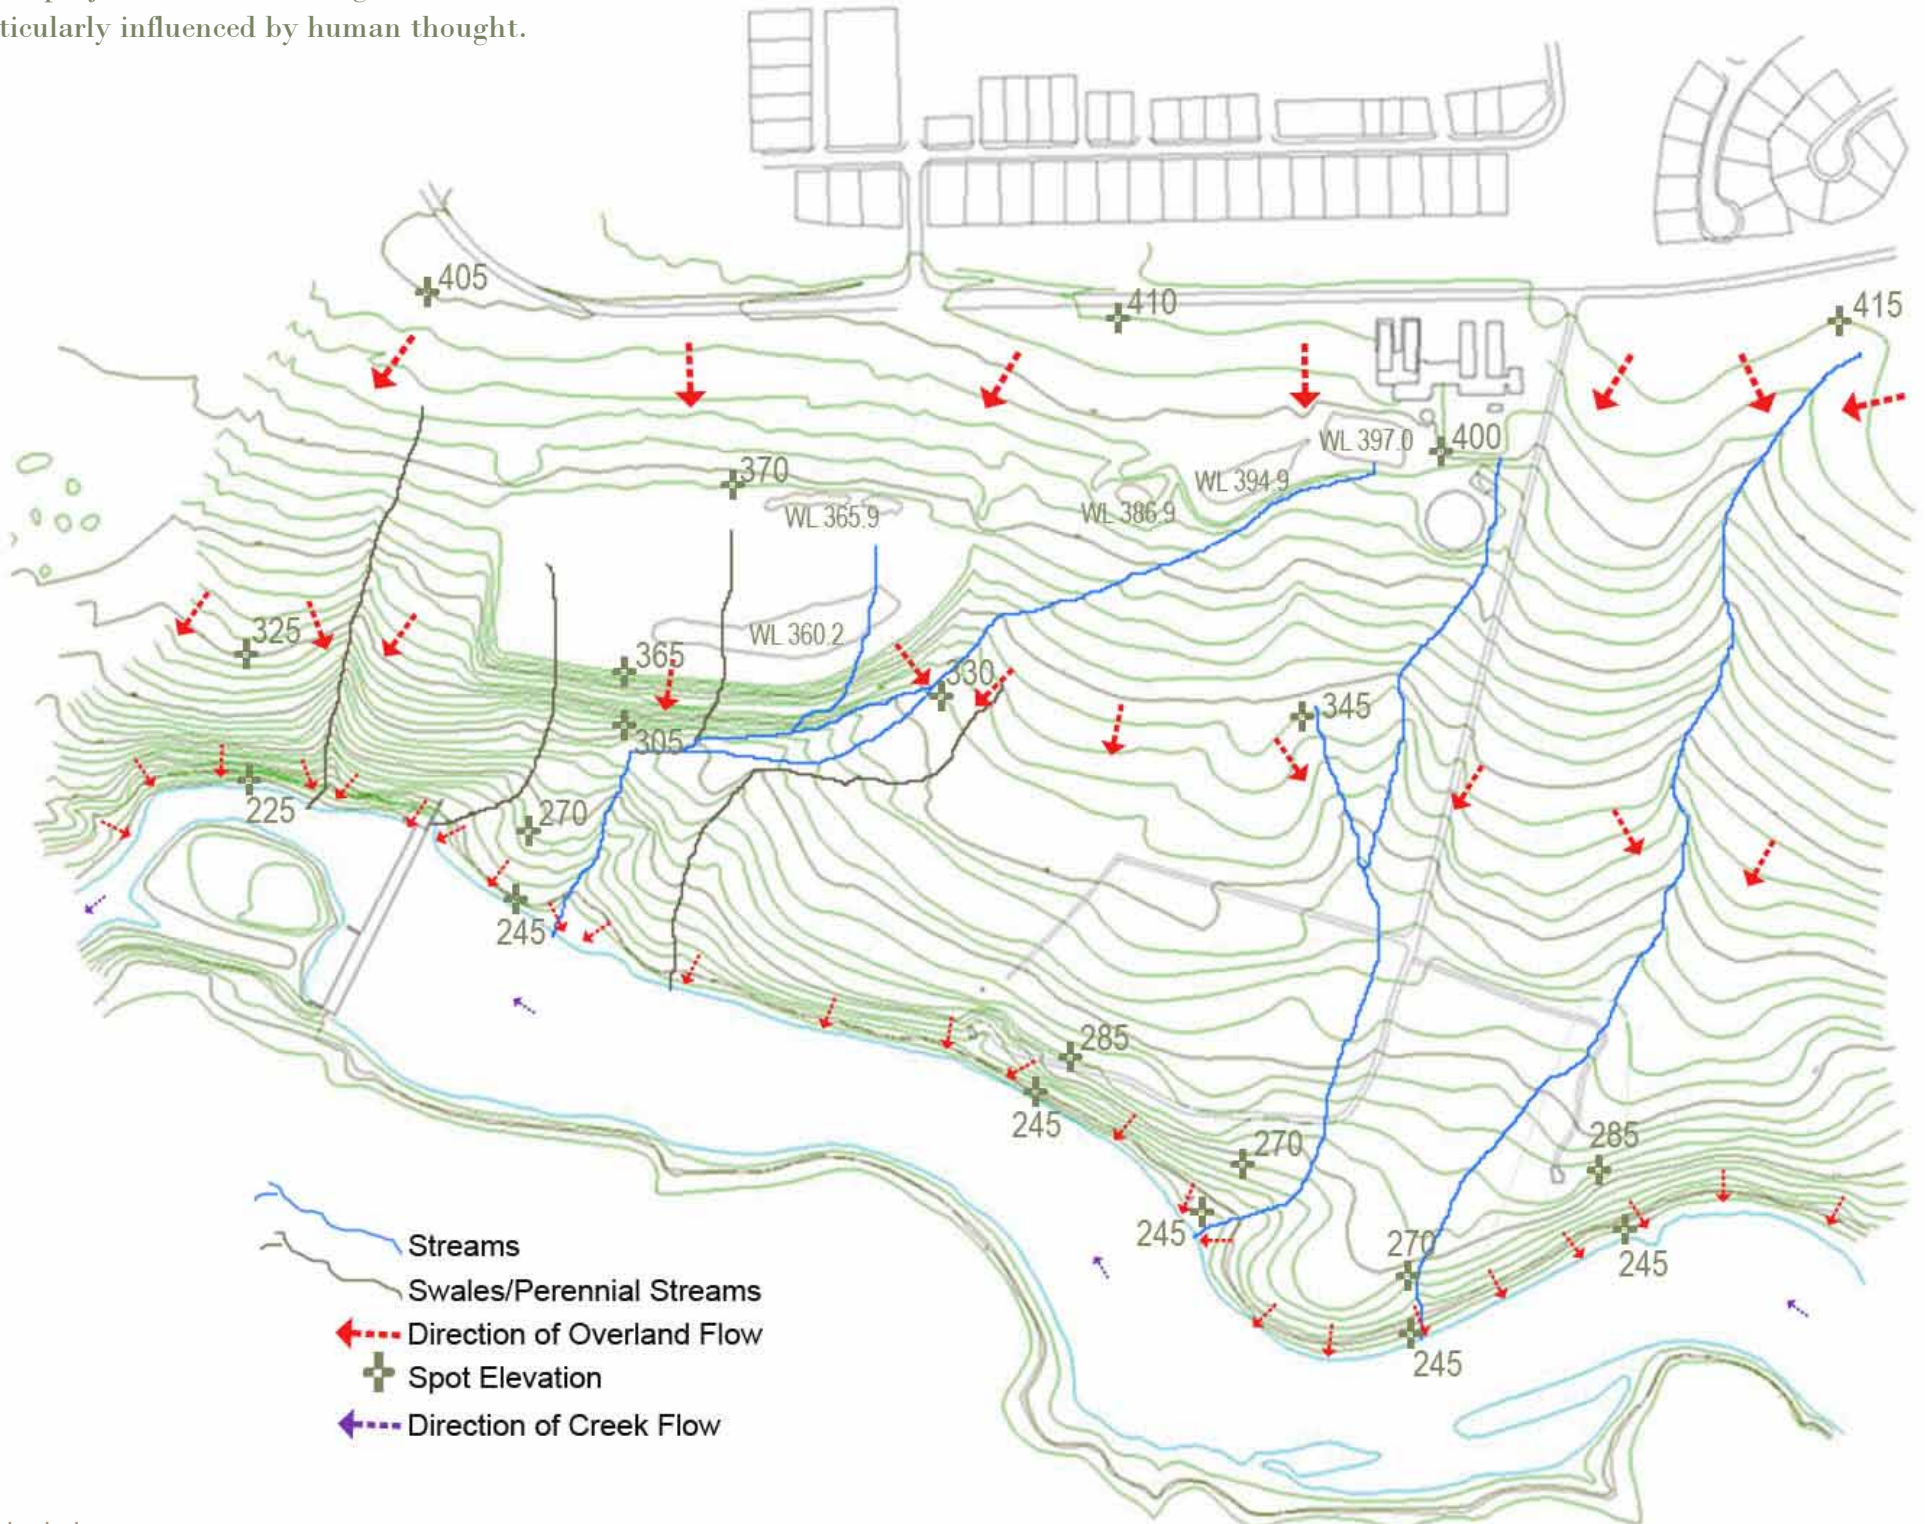 ticularly influenced by human thought.
405
410
415
WL 397.0
400
370
WL 394.9
WL 365.9
WL 386.9
325
WL 360.2
365
330
345
305
225
270
245
285
245
270
285
245
270
245
245
Streams
Swales/Perennial Streams
Direction of Overland Flow
Spot Elevation
Direction of Creek Flow